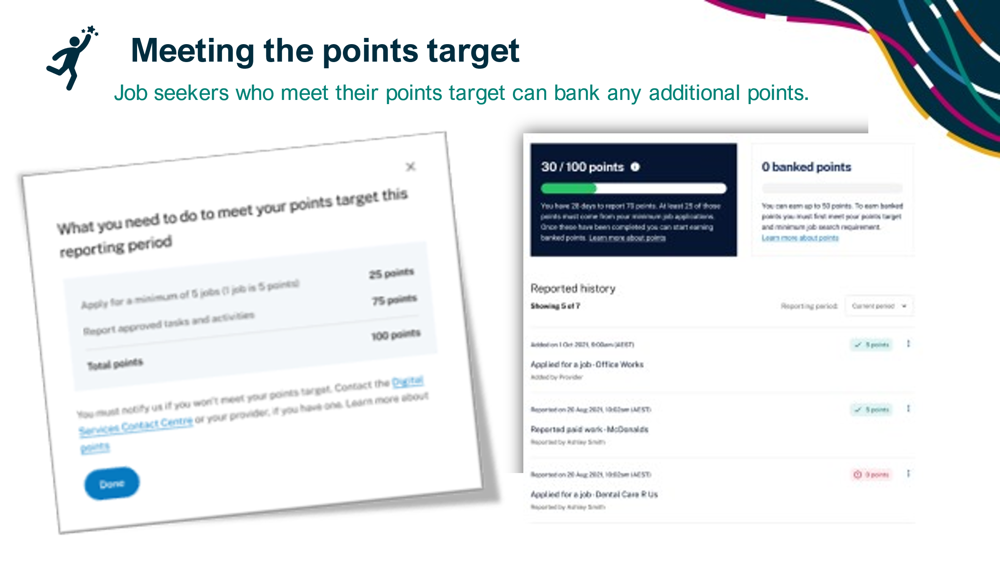 Meeting the points target
Job seekers who meet their points target can bank any additional points.
What you need to do to meet your points target this
reporting period
Apply for a minimum of 5 jobs (1 job is 5 points) 25 points
Report approved tasks and activities 75 points
Total points 100 points
You must notify us if you won't meet your points target. Contact the Digital
Services Contact Centre or your provider, if you have one. Learn more about
points
Done
30 / 100 points
You have 28 days to report 70 points. At least 25 of those
points must come from your minimum job applications.
Once these have been completed you can start earning
banked points. Learn more about points
0 banked points
You can earn up to 50 points. To earn banked
points you must first meet your points target
and minimum job search requirement.
Learn more about points
Reported history
Showing 5 of 7
Reporting period: Current period
Added on 1 Oct 2021, 9:00am (AEST) 5 points
Applied for a job - Office Works
Added by Provider
Reported on 20 Aug 2021, 10:02am (AEST) 5 points
Reported paid work - McDonalds
Reported by Ashley Smith
Reported on 20 Aug 2021, 10:02am (AEST) 0 points
Applied for a job - Dental Care R Us
Reported by Ashley Smith